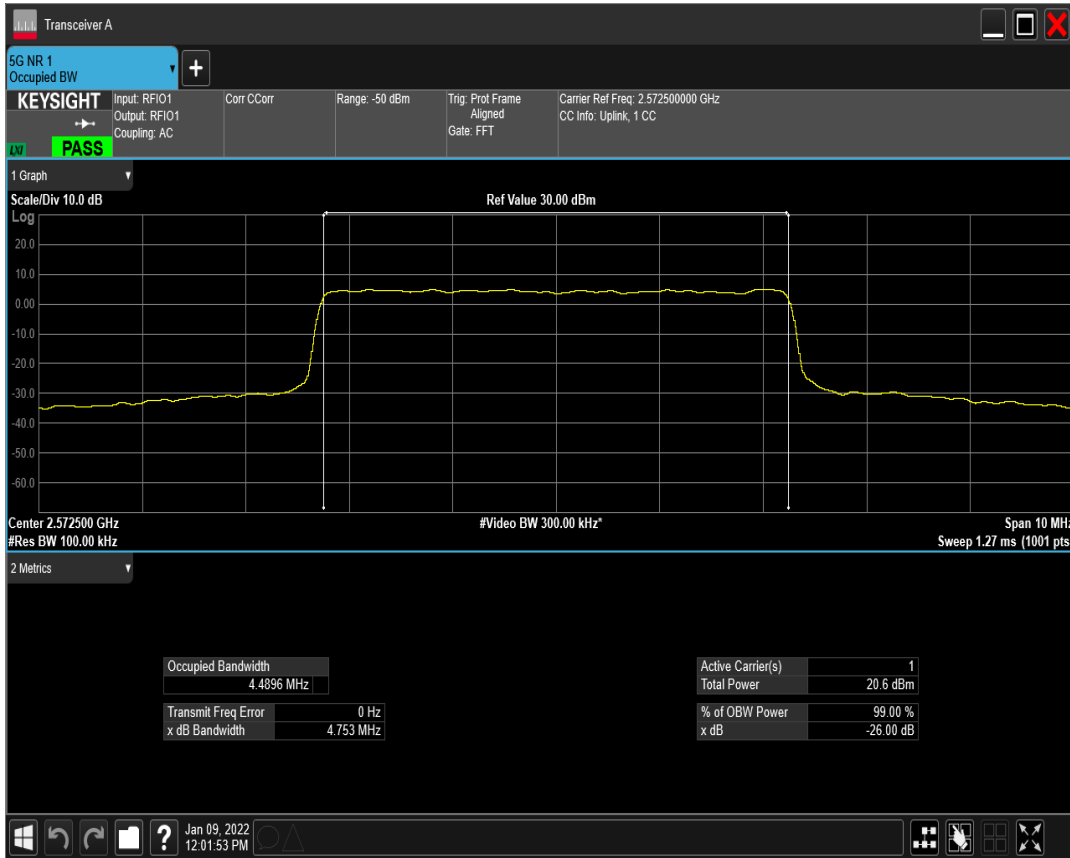 Transceiver A
5G NR 1
Occupied BW
+
KEYSIGHT
Input: RFIO1
Output: RFIO1
Coupling: AC
Corr CCorr
Range: -50 dBm
Trig: Prot Frame
Aligned
Gate: FFT
Carrier Ref Freq: 2.572500000 GHz
CC Info: Uplink, 1 CC
LXI
PASS
1 Graph
Scale/Div 10.0 dB
Ref Value 30.00 dBm
Log
20.0
10.0
0.00
-10.0
-20.0
-30.0
-40.0
-50.0
-60.0
Center 2.572500 GHz
#Video BW 300.00 kHz*
Span 10 MHz
#Res BW 100.00 kHz
Sweep 1.27 ms (1001 pts
2 Metrics
Occupied Bandwidth
4.4896 MHz
Transmit Freq Error 0 Hz
x dB Bandwidth 4.753 MHz
Active Carrier(s) 1
Total Power 20.6 dBm
% of OBW Power 99.00 %
x dB -26.00 dB
?
Jan 09, 2022
12:01:53 PM